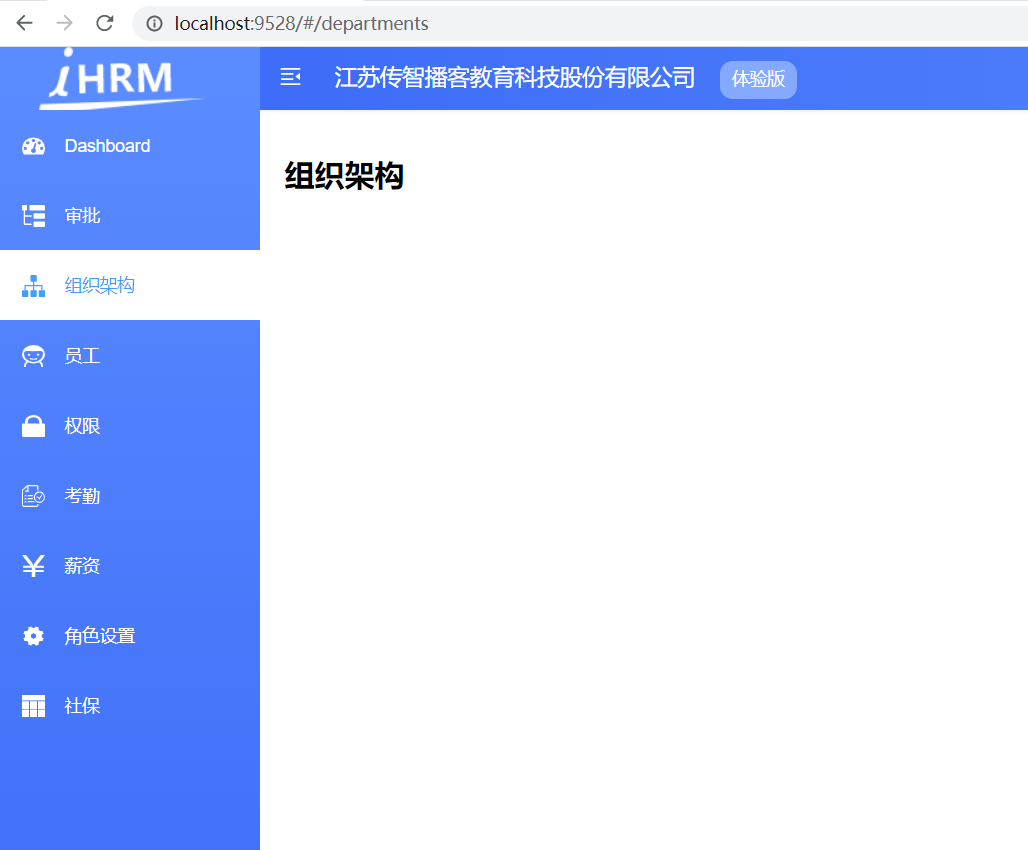 localhost:9528/#/departments
iHRM
江苏传智播客教育科技股份有限公司 体验版
Dashboard
组织架构
审批
组织架构
员工
权限
考勤
薪资
角色设置
社保